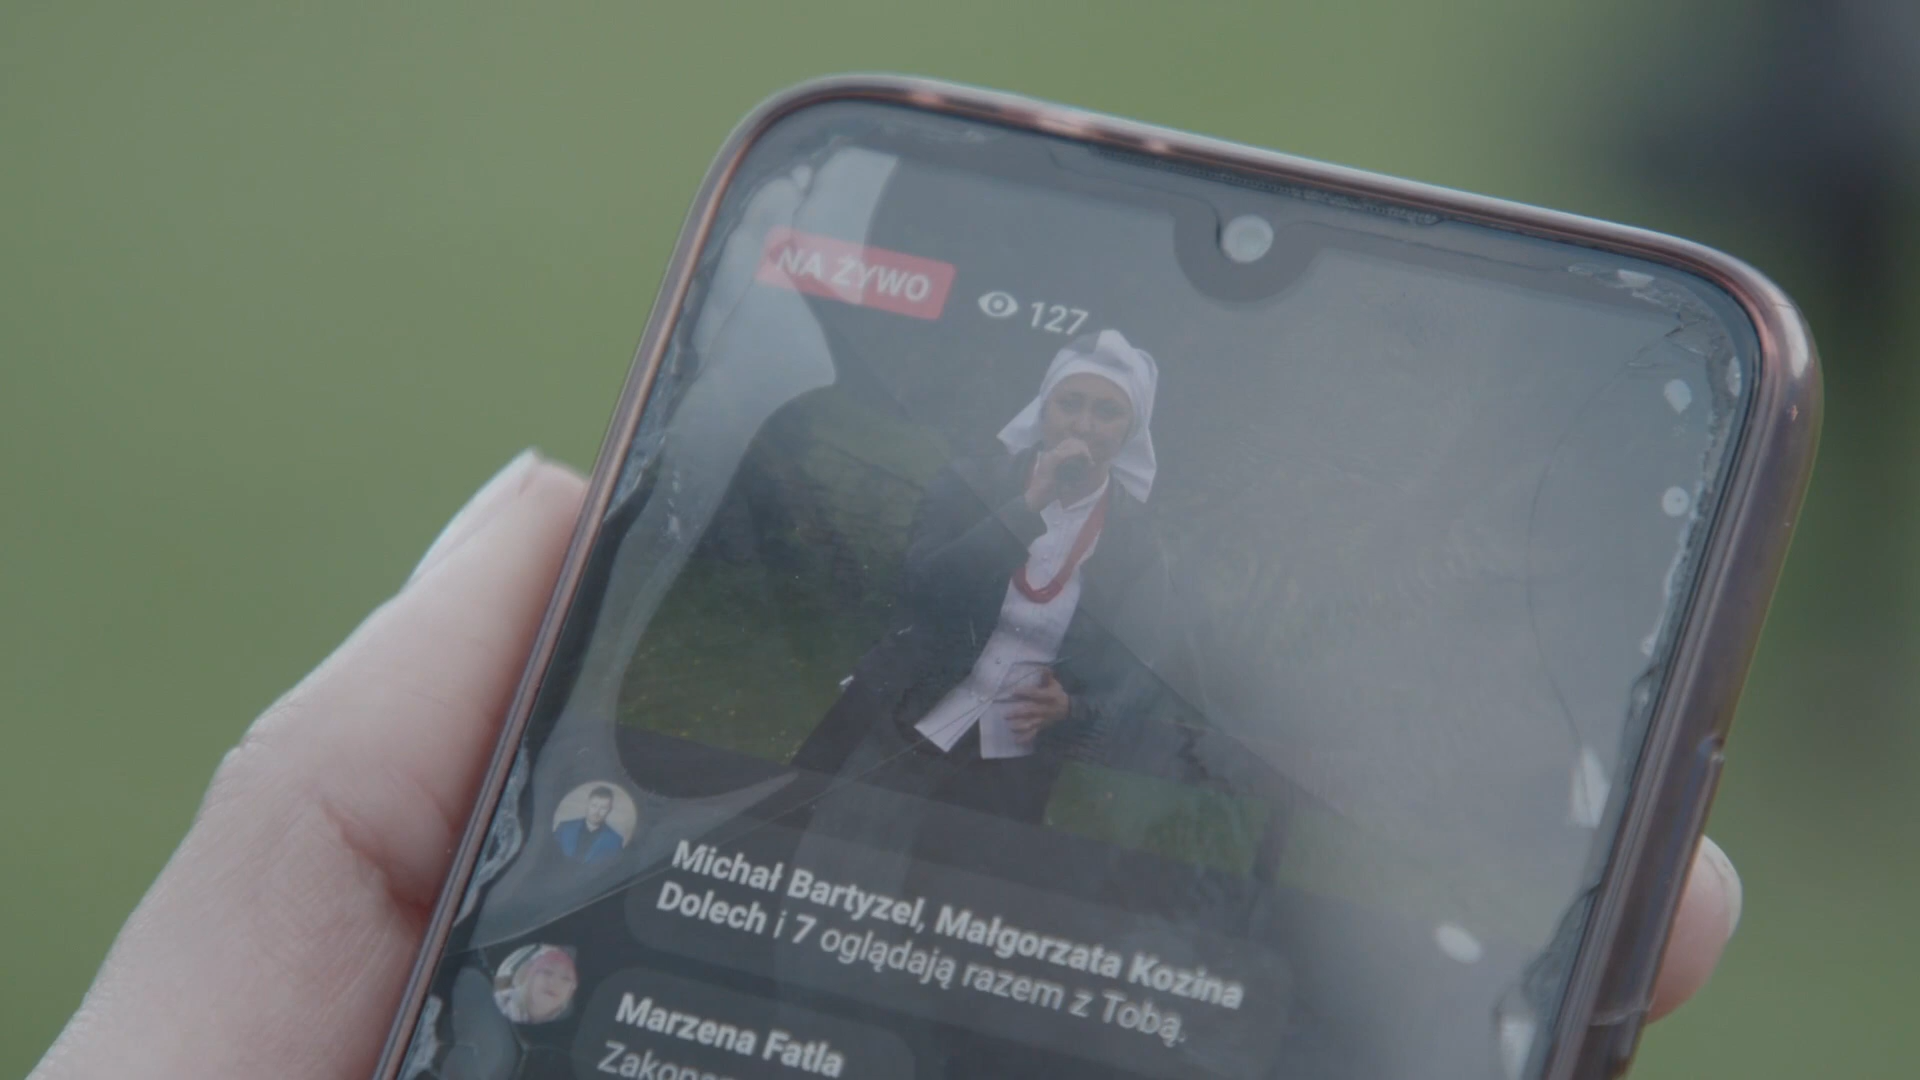 NA ŻYWO
127
Michał Bartyzel, Małgorzata Kozina
Dolech i 7 oglądają razem z Tobą.
Marzena Fatla